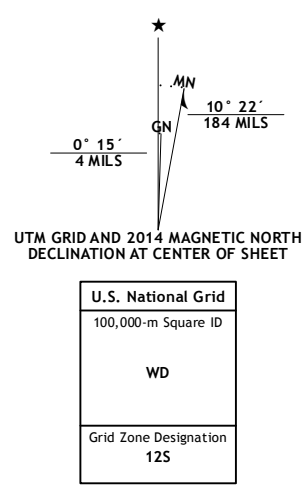 ★
MN
10° 22´
184 MILS
GN
0° 15´
4 MILS
UTM GRID AND 2014 MAGNETIC NORTH
DECLINATION AT CENTER OF SHEET
U.S. National Grid
100,000-m Square ID
WD
Grid Zone Designation
12S